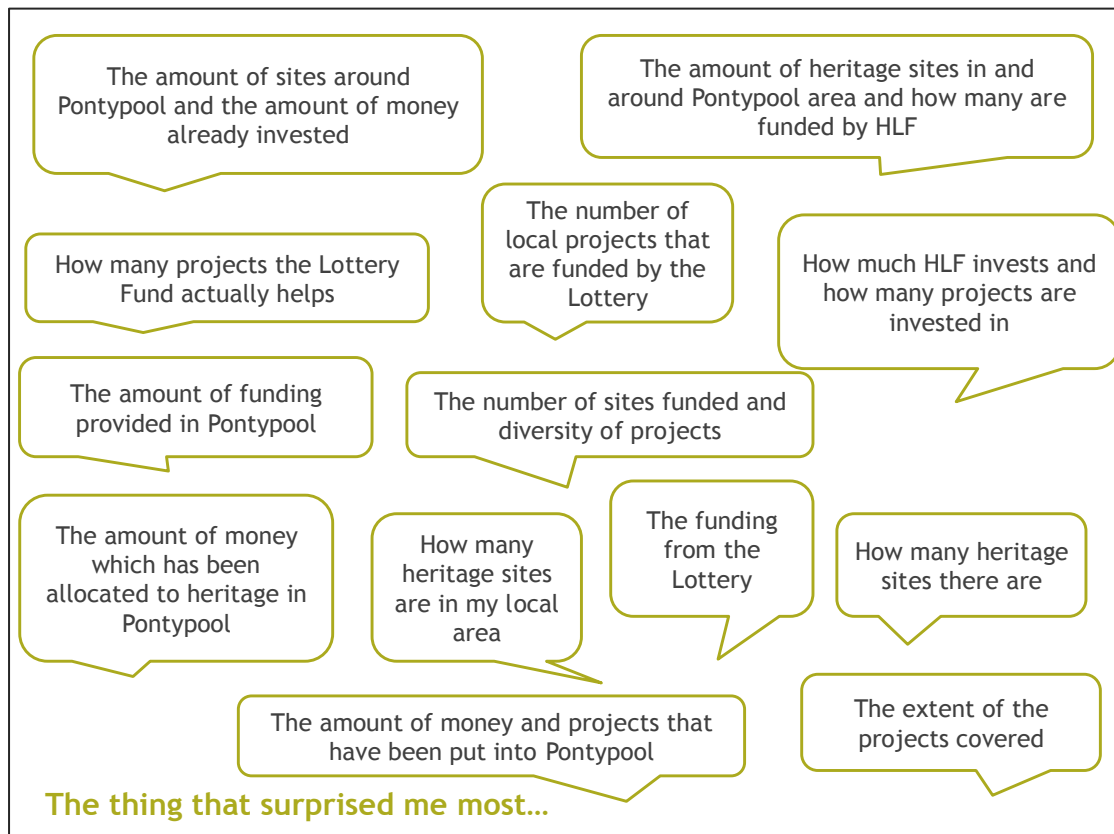 The amount of sites around
Pontypool and the amount of money
already invested
The amount of heritage sites in and
around Pontypool area and how many are
funded by HLF
The number of
local projects that
are funded by the
Lottery
How many projects the Lottery
Fund actually helps
How much HLF invests and
how many projects are
invested in
The amount of funding
provided in Pontypool
The number of sites funded and
diversity of projects
The amount of money
which has been
allocated to heritage in
Pontypool
How many
heritage sites
are in my local
area
The funding
from the
Lottery
How many heritage
sites there are
The amount of money and projects that
have been put into Pontypool
The extent of the
projects covered
The thing that surprised me most…